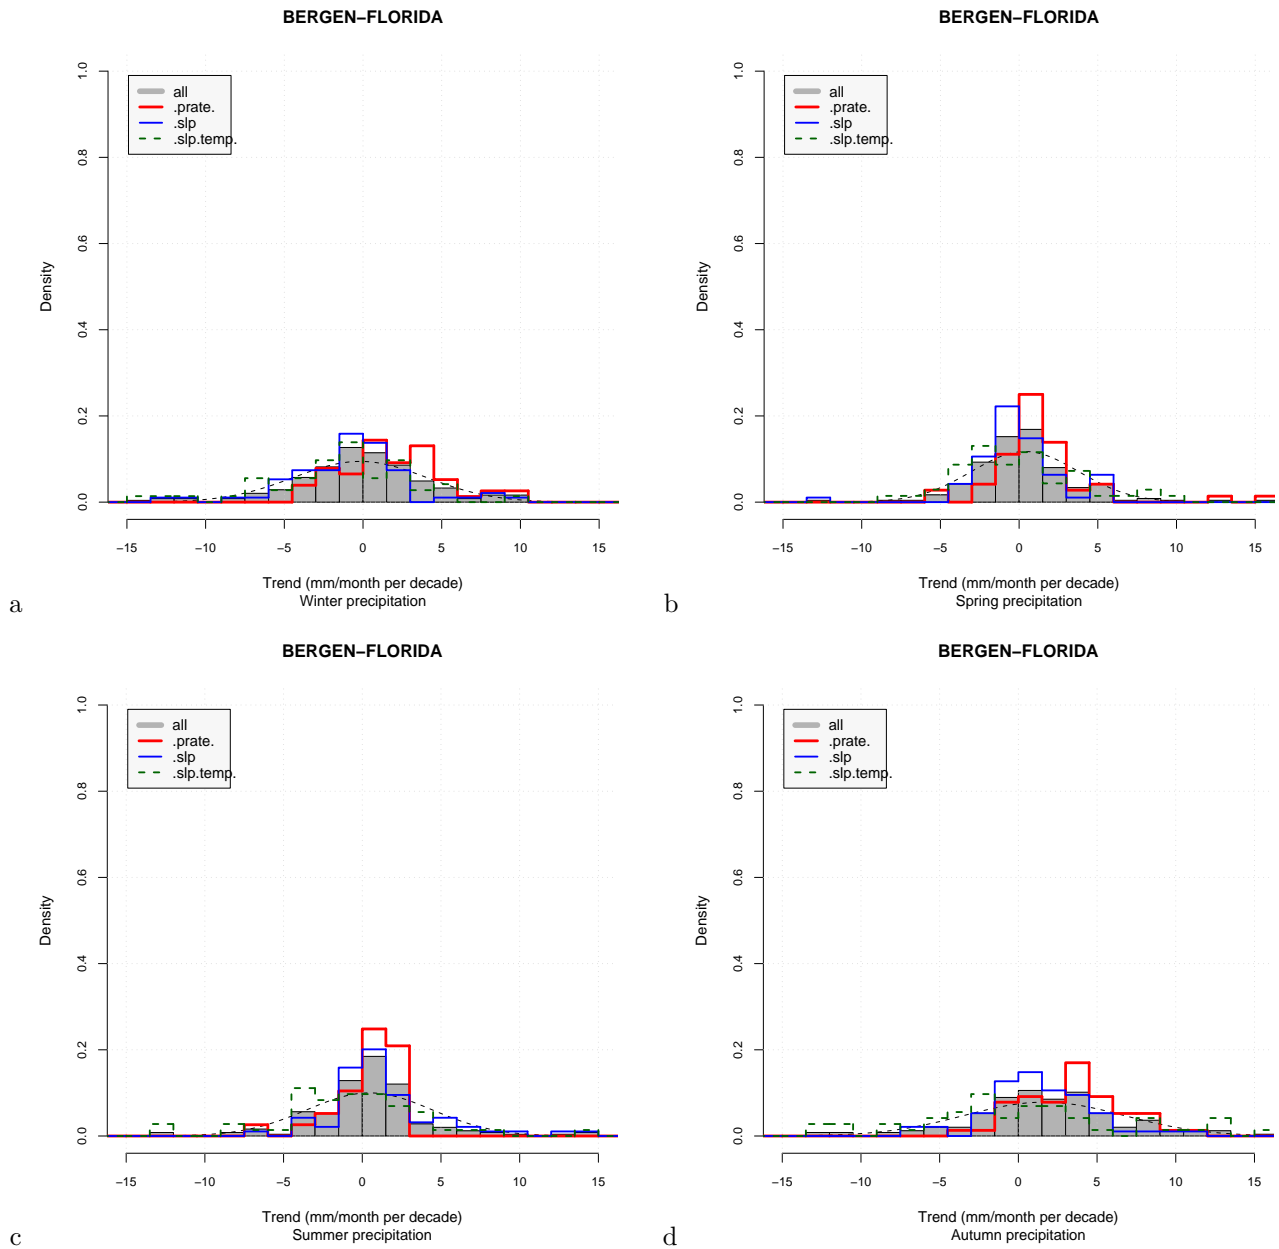 BERGEN−FLORIDA
all
.prate.
.slp
.slp.temp.
Density
0.0 0.2 0.4 0.6 0.8 1.0
−15 −10 −5 0 5 10 15
Trend (mm/month per decade)
Winter precipitation
a
BERGEN−FLORIDA
all
.prate.
.slp
.slp.temp.
Density
0.0 0.2 0.4 0.6 0.8 1.0
−15 −10 −5 0 5 10 15
Trend (mm/month per decade)
Spring precipitation
b
BERGEN−FLORIDA
all
.prate.
.slp
.slp.temp.
Density
0.0 0.2 0.4 0.6 0.8 1.0
−15 −10 −5 0 5 10 15
Trend (mm/month per decade)
Summer precipitation
c
BERGEN−FLORIDA
all
.prate.
.slp
.slp.temp.
Density
0.0 0.2 0.4 0.6 0.8 1.0
−15 −10 −5 0 5 10 15
Trend (mm/month per decade)
Autumn precipitation
d